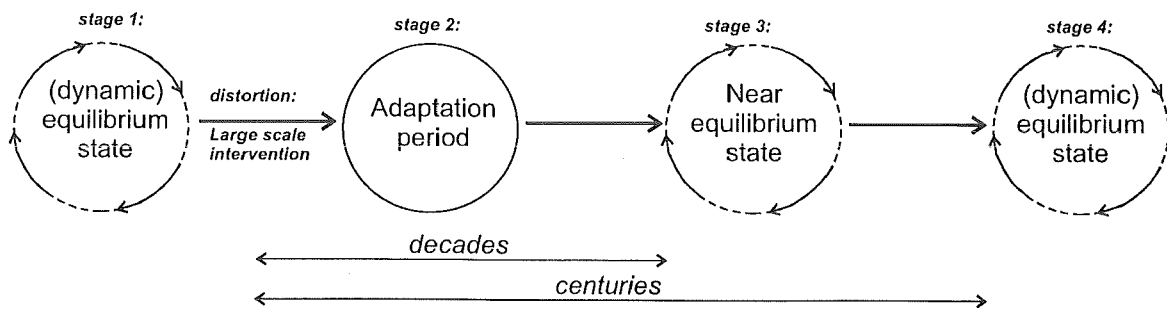 stage 1:
(dynamic)
equilibrium
state
distortion:
Large scale
intervention
stage 2:
Adaptation
period
stage 3:
Near
equilibrium
state
stage 4:
(dynamic)
equilibrium
state
decades
centuries